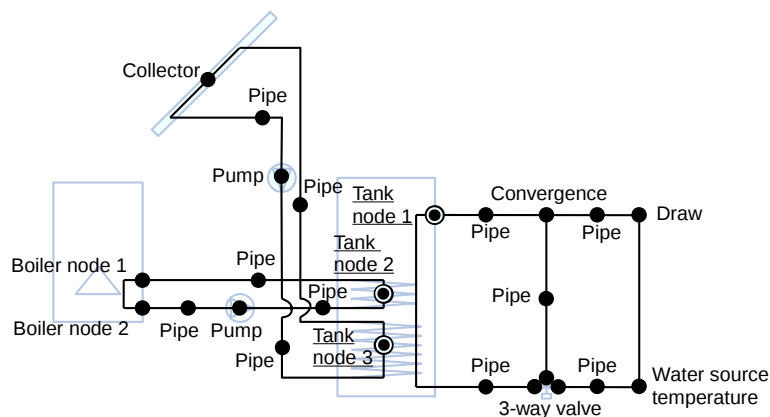 Collector
Pipe
Pump
Pipe
Tank
node 1
Convergence
Draw
Pipe
Pipe
Tank
node 2
Pipe
Boiler node 1
Pipe
Pipe
Boiler node 2
Pipe
Pump
Tank
node 3
Pipe
Pipe
Pipe
Water source
temperature
3-way valve